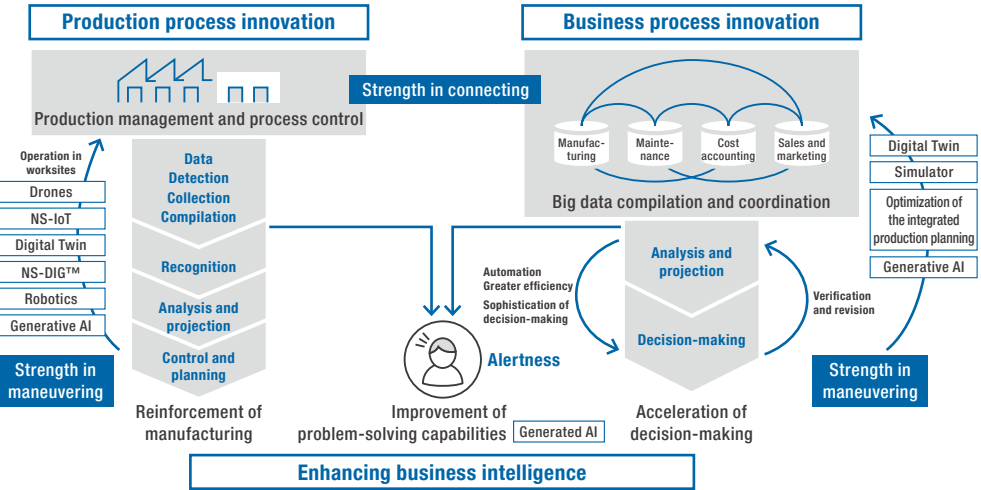 Production process innovation
Business process innovation
Strength in connecting
Production management and process control
Manufac-
turing
Mainte-
nance
Cost
accounting
Sales and
marketing
Big data compilation and coordination
Operation in
worksites
Drones
NS-IoT
Digital Twin
NS-DIG™
Robotics
Generative AI
Strength in
maneuvering
Data
Detection
Collection
Compilation
Recognition
Analysis and
projection
Control and
planning
Reinforcement of
manufacturing
Alertness
Improvement of
problem-solving capabilities
Generated AI
Automation
Greater efficiency
Sophistication of
decision-making
Analysis and
projection
Decision-making
Acceleration of
decision-making
Verification
and revision
Digital Twin
Simulator
Optimization of
the integrated
production planning
Generative AI
Strength in
maneuvering
Enhancing business intelligence